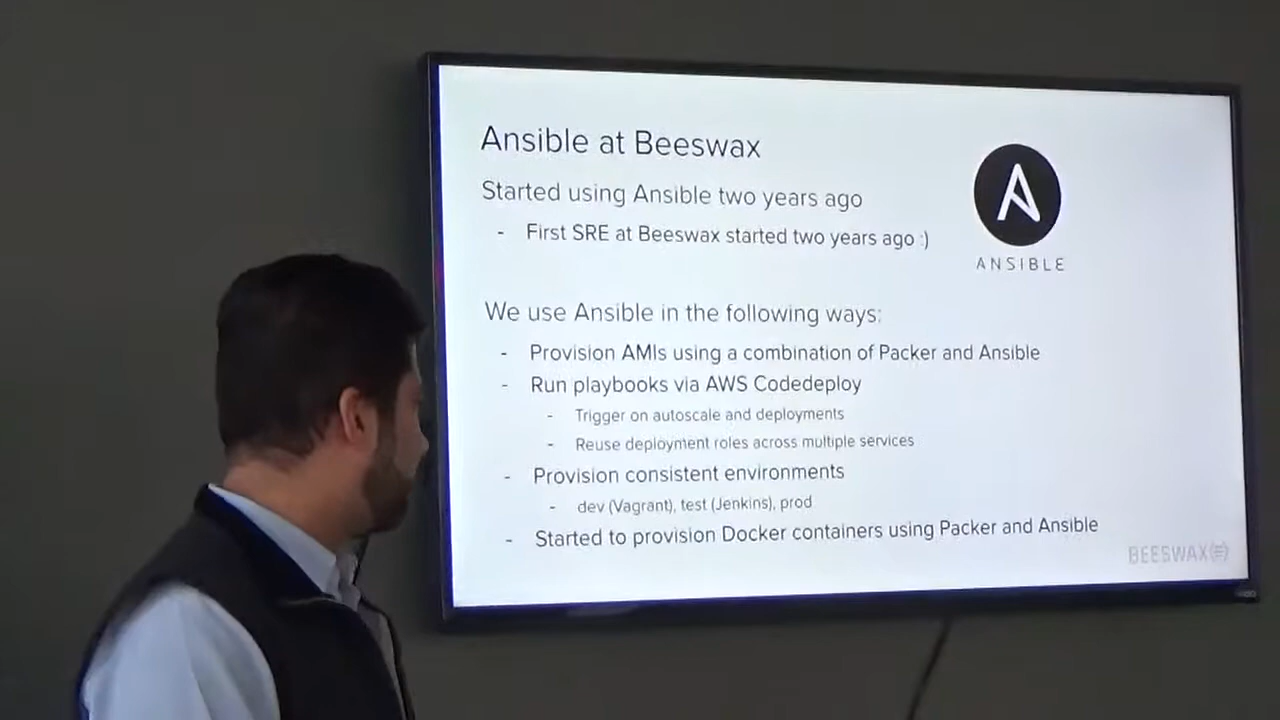 Ansible at Beeswax
Started using Ansible two years ago
- First SRE at Beeswax started two years ago :)
ANSIBLE
We use Ansible in the following ways:
- Provision AMIs using a combination of Packer and Ansible
- Run playbooks via AWS Codedeploy
- Trigger on autoscale and deployments
- Reuse deployment roles across multiple services
- Provision consistent environments
- dev (Vagrant), test (Jenkins), prod
- Started to provision Docker containers using Packer and Ansible
BEESWAX